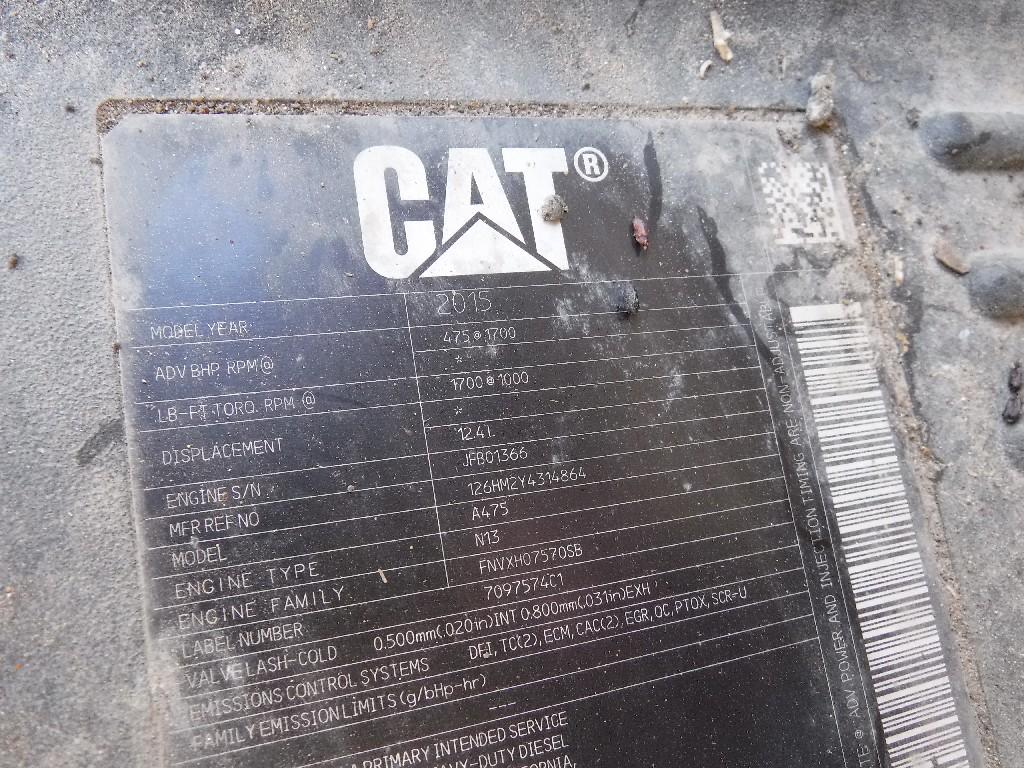 CAT®
MODEL YEAR 2015
ADV BHP. RPM@ 475@1700
*
LB-FT TORQ. RPM @ 1700@1000
*
DISPLACEMENT 12.4L
ENGINE S/N JFB01366
MFR REF NO 126HM2Y4314864
MODEL A475
ENGINE TYPE N13
ENGINE FAMILY FNVXH07570SB
LABEL NUMBER 7097574C1
VALVE LASH-COLD 0.500mm(.020in)INT 0.800mm(.031in)EXH
EMISSIONS CONTROL SYSTEMS DFI, TC(2), ECM, CAC(2), EGR, OC, PTOX, SCR-U
FAMILY EMISSION LIMITS (g/bHp-hr) ---
A PRIMARY INTENDED SERVICE
HEAVY-DUTY DIESEL
ADV POWER AND INJECTION TIMING ARE NON-ADJUSTABLE